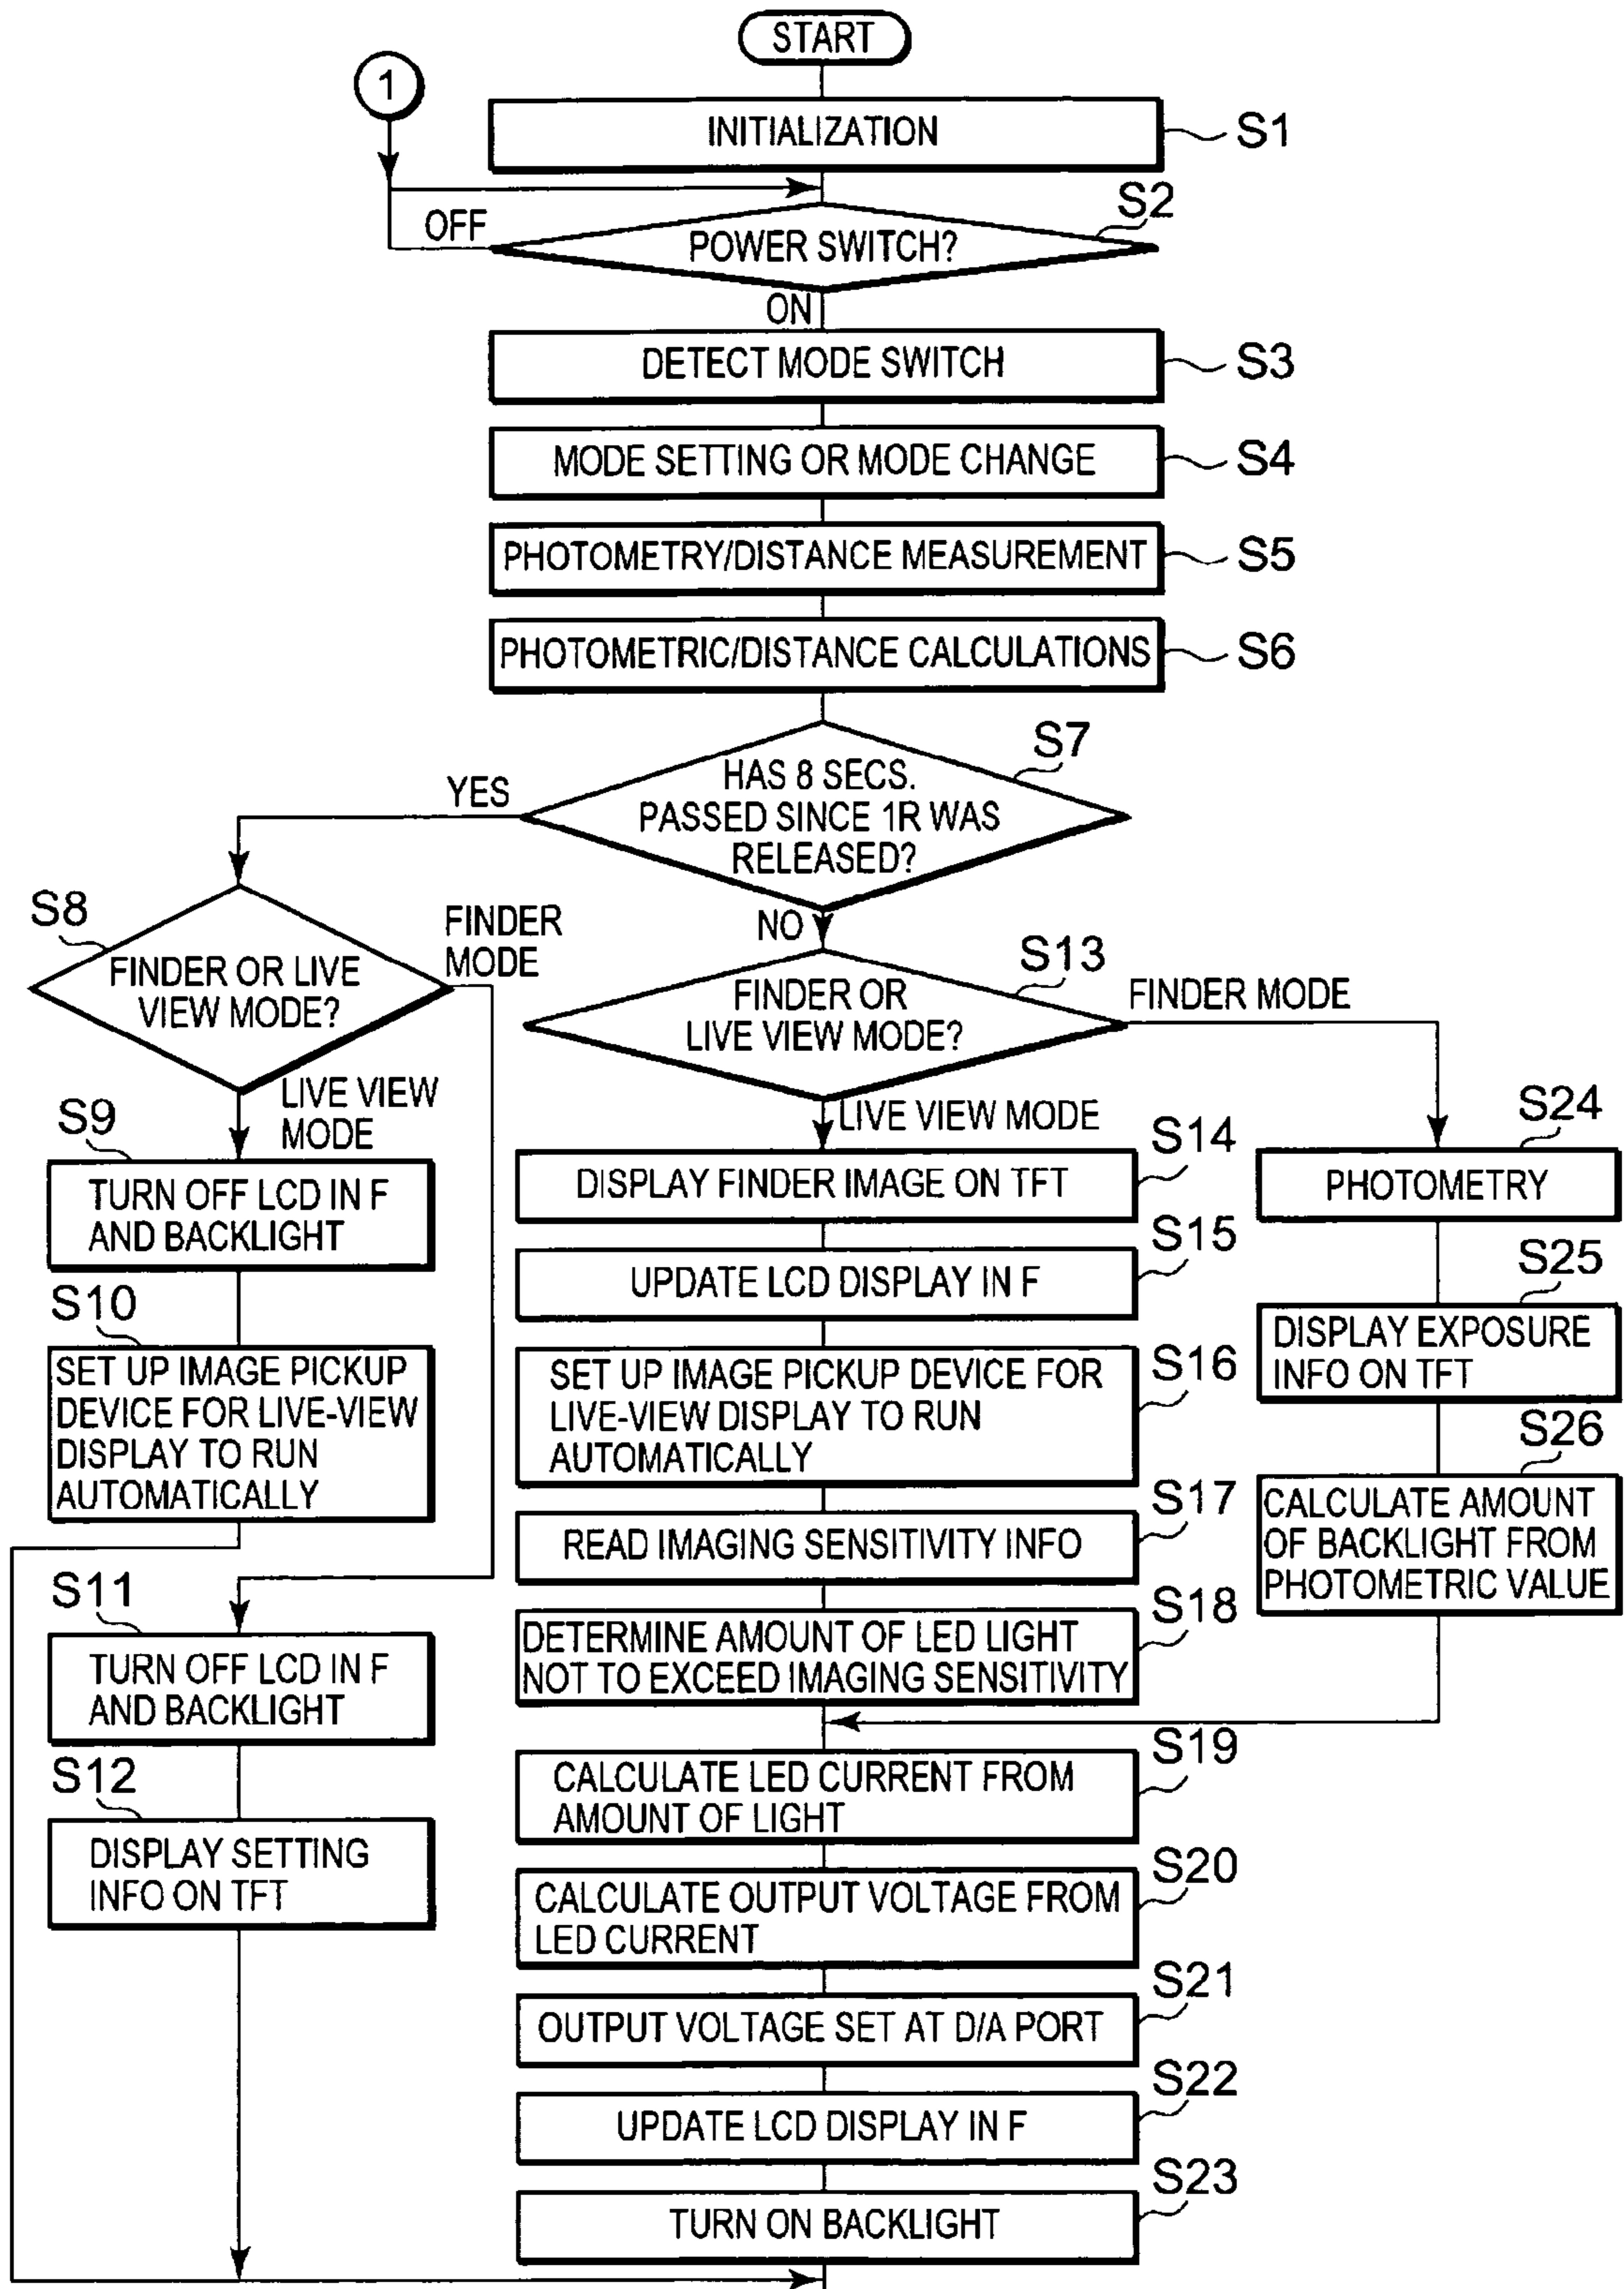 START
1
INITIALIZATION
S1
S2
OFF
POWER SWITCH?
ON
DETECT MODE SWITCH
S3
MODE SETTING OR MODE CHANGE
S4
PHOTOMETRY/DISTANCE MEASUREMENT
S5
PHOTOMETRIC/DISTANCE CALCULATIONS
S6
S7
HAS 8 SECS.
PASSED SINCE 1R WAS
RELEASED?
YES
NO
S8
FINDER OR LIVE
VIEW MODE?
FINDER
MODE
LIVE VIEW
MODE
S9
TURN OFF LCD IN F
AND BACKLIGHT
S10
SET UP IMAGE PICKUP
DEVICE FOR LIVE-VIEW
DISPLAY TO RUN
AUTOMATICALLY
S11
TURN OFF LCD IN F
AND BACKLIGHT
S12
DISPLAY SETTING
INFO ON TFT
S13
FINDER OR
LIVE VIEW MODE?
FINDER MODE
LIVE VIEW MODE
S14
DISPLAY FINDER IMAGE ON TFT
S15
UPDATE LCD DISPLAY IN F
S16
SET UP IMAGE PICKUP DEVICE FOR
LIVE-VIEW DISPLAY TO RUN
AUTOMATICALLY
S17
READ IMAGING SENSITIVITY INFO
S18
DETERMINE AMOUNT OF LED LIGHT
NOT TO EXCEED IMAGING SENSITIVITY
S19
CALCULATE LED CURRENT FROM
AMOUNT OF LIGHT
S20
CALCULATE OUTPUT VOLTAGE FROM
LED CURRENT
S21
OUTPUT VOLTAGE SET AT D/A PORT
S22
UPDATE LCD DISPLAY IN F
S23
TURN ON BACKLIGHT
S24
PHOTOMETRY
S25
DISPLAY EXPOSURE
INFO ON TFT
S26
CALCULATE AMOUNT
OF BACKLIGHT FROM
PHOTOMETRIC VALUE